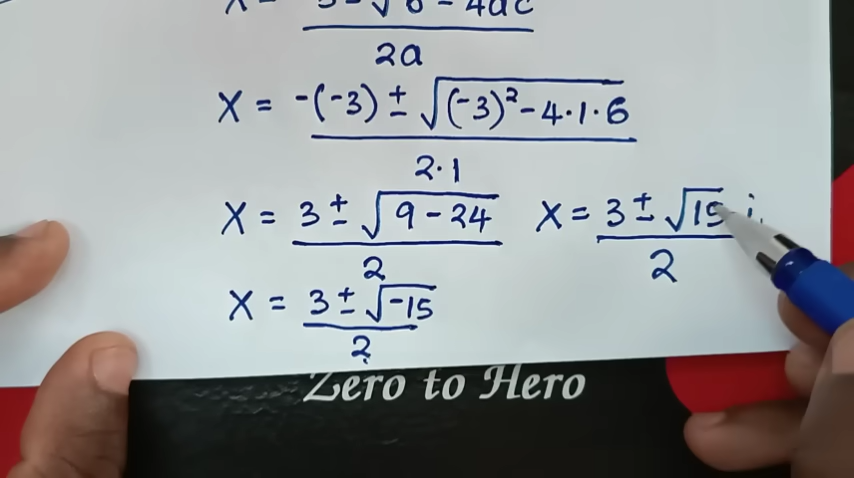 2a
X = -(-3) ± √(-3)² - 4·1·6
2·1
X = 3 ± √9 - 24
2
X = 3 ± √-15
2
X = 3 ± √15 i
2
Zero to Hero